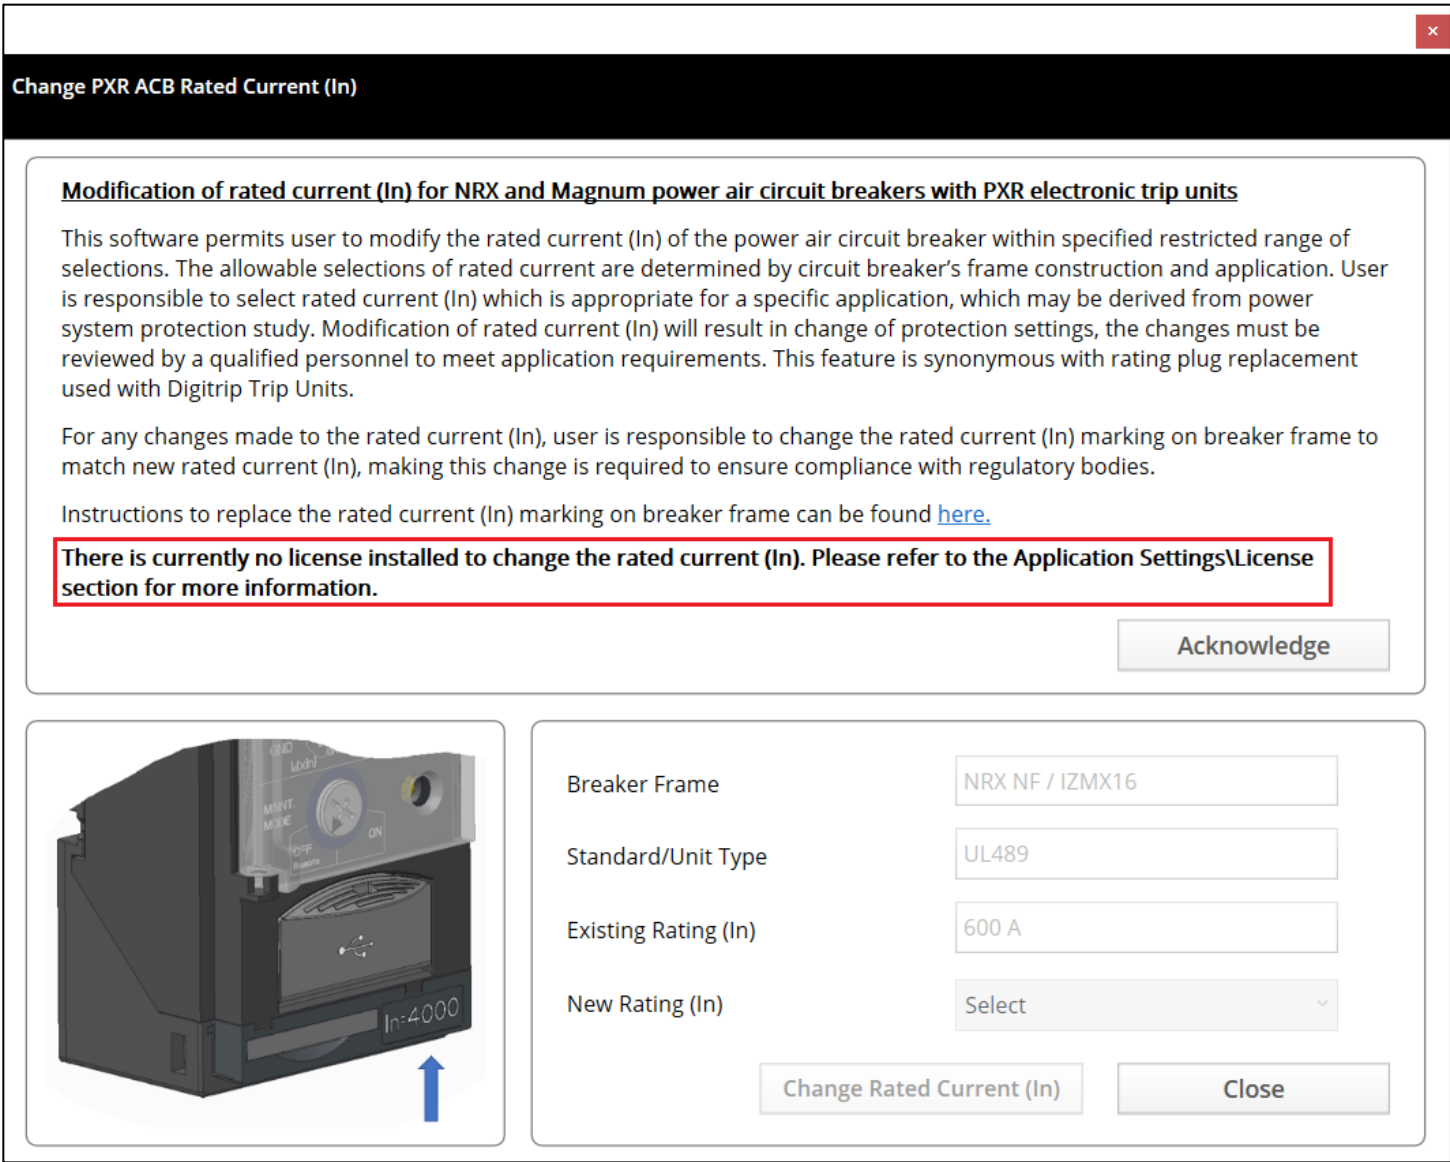 ×
Change PXR ACB Rated Current (In)
Modification of rated current (In) for NRX and Magnum power air circuit breakers with PXR electronic trip units
This software permits user to modify the rated current (In) of the power air circuit breaker within specified restricted range of
selections. The allowable selections of rated current are determined by circuit breaker’s frame construction and application. User
is responsible to select rated current (In) which is appropriate for a specific application, which may be derived from power
system protection study. Modification of rated current (In) will result in change of protection settings, the changes must be
reviewed by a qualified personnel to meet application requirements. This feature is synonymous with rating plug replacement
used with Digitrip Trip Units.
For any changes made to the rated current (In), user is responsible to change the rated current (In) marking on breaker frame to
match new rated current (In), making this change is required to ensure compliance with regulatory bodies.
Instructions to replace the rated current (In) marking on breaker frame can be found here.
There is currently no license installed to change the rated current (In). Please refer to the Application Settings\License
section for more information.
Acknowledge
GND
MAINT.
MODE
ON
OFF
Remote
In=4000
Breaker Frame
NRX NF / IZMX16
Standard/Unit Type
UL489
Existing Rating (In)
600 A
New Rating (In)
Select
Change Rated Current (In)
Close